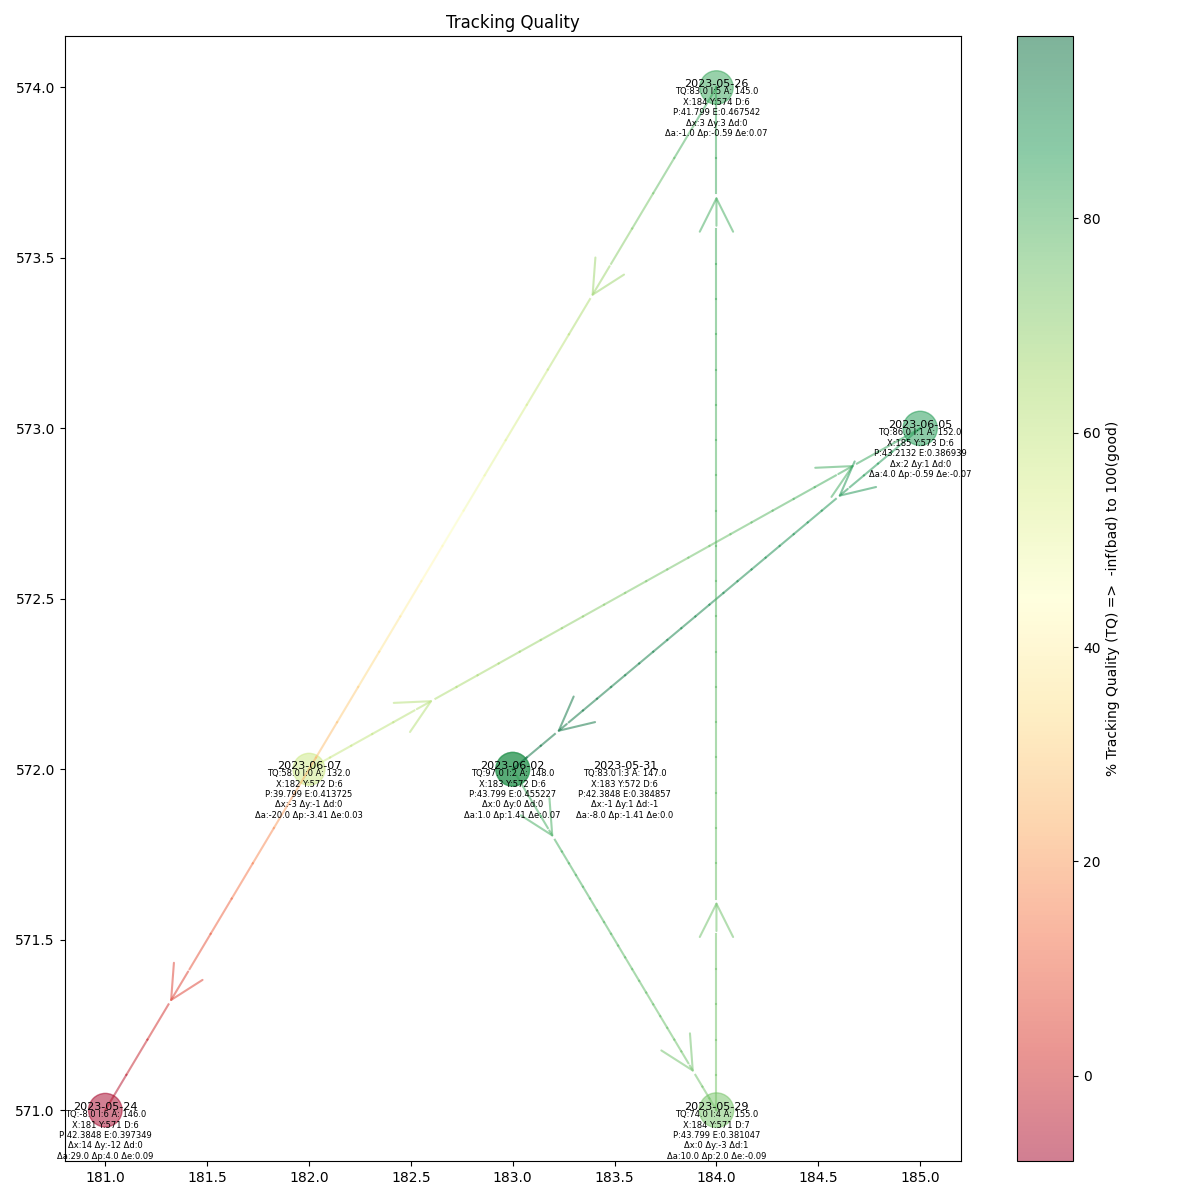 Tracking Quality
574.0
573.5
573.0
572.5
572.0
571.5
571.0
2023-05-26
TQ:83.0 I:5 A: 145.0
X:184 Y:574 D:6
P:41.799 E:0.467542
Δx:3 Δy:3 Δd:0
Δa:-1.0 Δp:-0.59 Δe:0.07
2023-06-05
TQ:86.0 I:1 A: 152.0
X:185 Y:573 D:6
P:43.2132 E:0.386939
Δx:2 Δy:1 Δd:0
Δa:4.0 Δp:-0.59 Δe:-0.07
2023-06-07
TQ:58.0 I:0 A: 132.0
X:182 Y:572 D:6
P:39.799 E:0.413725
Δx:-3 Δy:-1 Δd:0
Δa:-20.0 Δp:-3.41 Δe:0.03
2023-06-02
TQ:97.0 I:2 A: 148.0
X:183 Y:572 D:6
P:43.799 E:0.455227
Δx:0 Δy:0 Δd:0
Δa:1.0 Δp:1.41 Δe:0.07
2023-05-31
TQ:83.0 I:3 A: 147.0
X:183 Y:572 D:6
P:42.3848 E:0.384857
Δx:-1 Δy:1 Δd:-1
Δa:-8.0 Δp:-1.41 Δe:0.0
2023-05-24
TQ:-8.0 I:6 A: 146.0
X:181 Y:571 D:6
P:42.3848 E:0.397349
Δx:14 Δy:-12 Δd:0
Δa:29.0 Δp:4.0 Δe:0.09
2023-05-29
TQ:74.0 I:4 A: 155.0
X:184 Y:571 D:7
P:43.799 E:0.381047
Δx:0 Δy:-3 Δd:1
Δa:10.0 Δp:2.0 Δe:-0.09
181.0 181.5 182.0 182.5 183.0 183.5 184.0 184.5 185.0
80
60
40
20
0
% Tracking Quality (TQ) =>  -inf(bad) to 100(good)